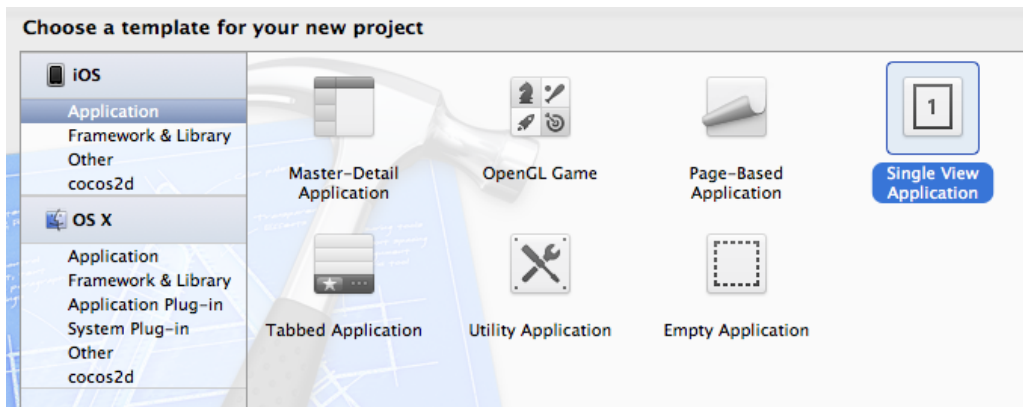 Choose a template for your new project
iOS
Application
Framework & Library
Other
cocos2d
OS X
Application
Framework & Library
Application Plug-in
System Plug-in
Other
cocos2d
Master-Detail
Application
OpenGL Game
Page-Based
Application
1
Single View
Application
Tabbed Application
Utility Application
Empty Application